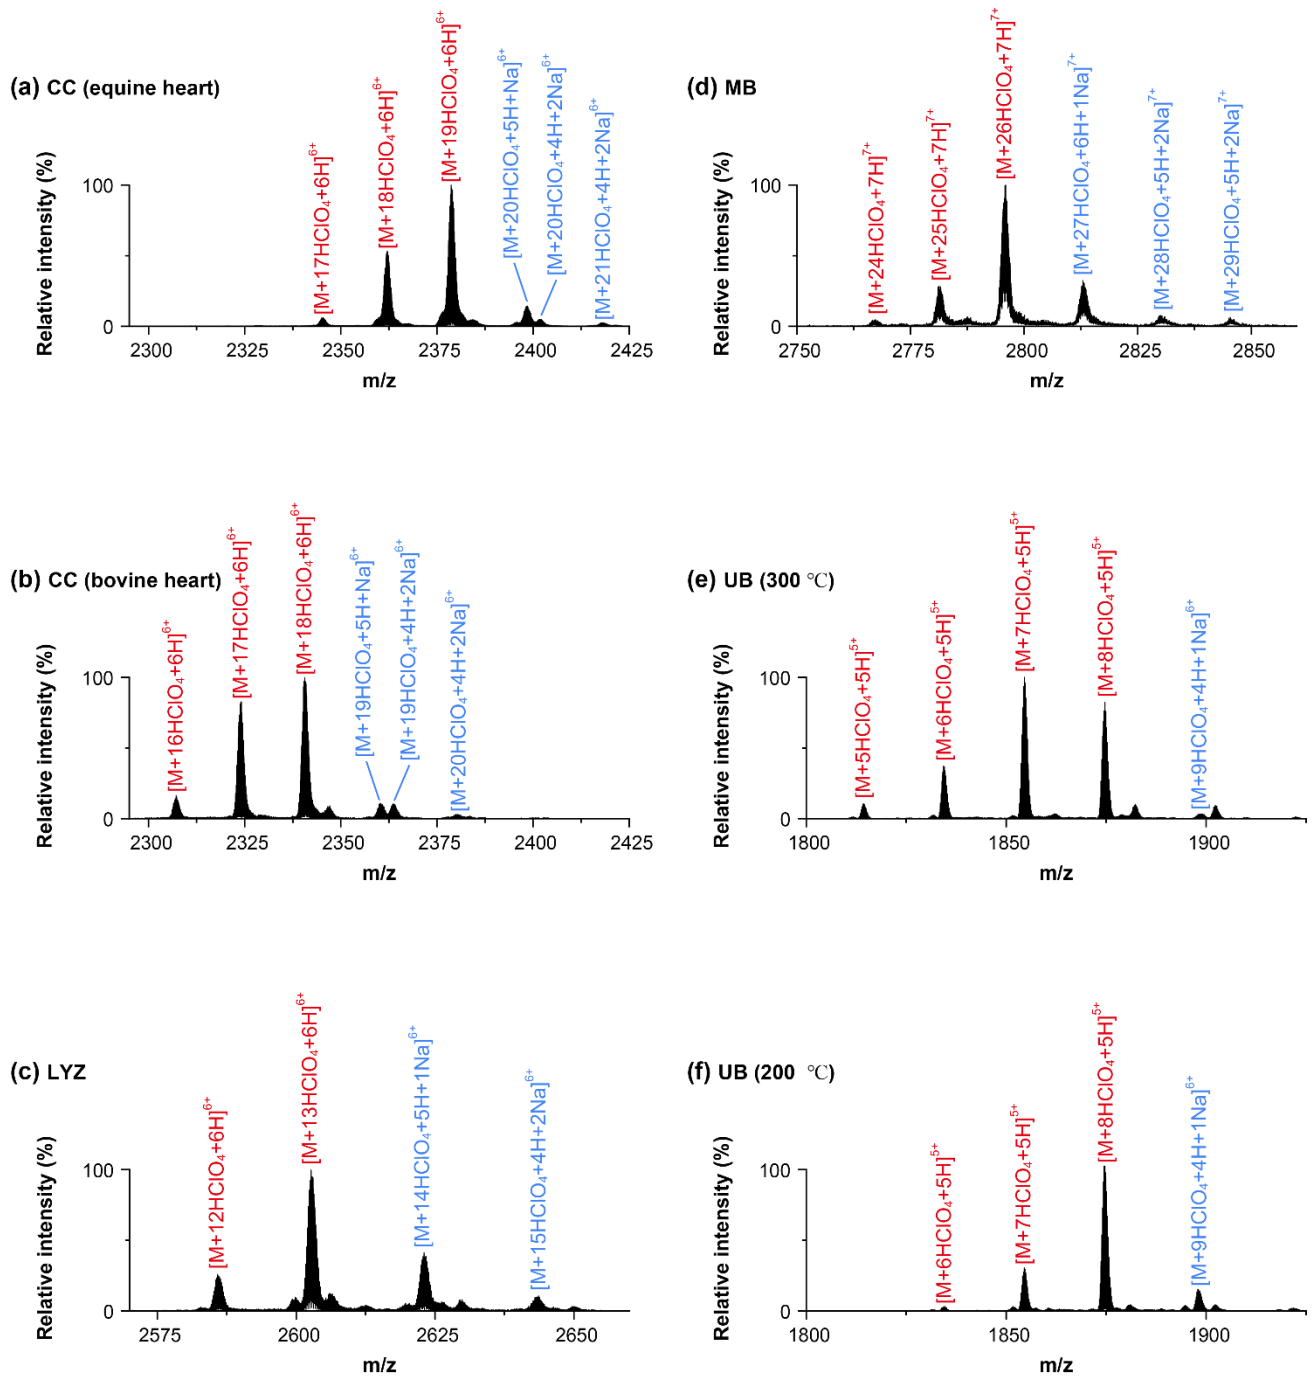 (a) CC (equine heart)
[M+17HClO₄+6H]⁶⁺
[M+18HClO₄+6H]⁶⁺
[M+19HClO₄+6H]⁶⁺
[M+20HClO₄+5H+Na]⁶⁺
[M+20HClO₄+4H+2Na]⁶⁺
[M+21HClO₄+4H+2Na]⁶⁺
Relative intensity (%)
100
0
2300 2325 2350 2375 2400 2425
m/z
(d) MB
[M+24HClO₄+7H]⁷⁺
[M+25HClO₄+7H]⁷⁺
[M+26HClO₄+7H]⁷⁺
[M+27HClO₄+6H+1Na]⁷⁺
[M+28HClO₄+5H+2Na]⁷⁺
[M+29HClO₄+5H+2Na]⁷⁺
Relative intensity (%)
100
0
2750 2775 2800 2825 2850
m/z
(b) CC (bovine heart)
[M+16HClO₄+6H]⁶⁺
[M+17HClO₄+6H]⁶⁺
[M+18HClO₄+6H]⁶⁺
[M+19HClO₄+5H+Na]⁶⁺
[M+19HClO₄+4H+2Na]⁶⁺
[M+20HClO₄+4H+2Na]⁶⁺
Relative intensity (%)
100
0
2300 2325 2350 2375 2400 2425
m/z
(e) UB (300 ℃)
[M+5HClO₄+5H]⁵⁺
[M+6HClO₄+5H]⁵⁺
[M+7HClO₄+5H]⁵⁺
[M+8HClO₄+5H]⁵⁺
[M+9HClO₄+4H+1Na]⁶⁺
Relative intensity (%)
100
0
1800 1850 1900
m/z
(c) LYZ
[M+12HClO₄+6H]⁶⁺
[M+13HClO₄+6H]⁶⁺
[M+14HClO₄+5H+1Na]⁶⁺
[M+15HClO₄+4H+2Na]⁶⁺
Relative intensity (%)
100
0
2575 2600 2625 2650
m/z
(f) UB (200 ℃)
[M+6HClO₄+5H]⁵⁺
[M+7HClO₄+5H]⁵⁺
[M+8HClO₄+5H]⁵⁺
[M+9HClO₄+4H+1Na]⁶⁺
Relative intensity (%)
100
0
1800 1850 1900
m/z